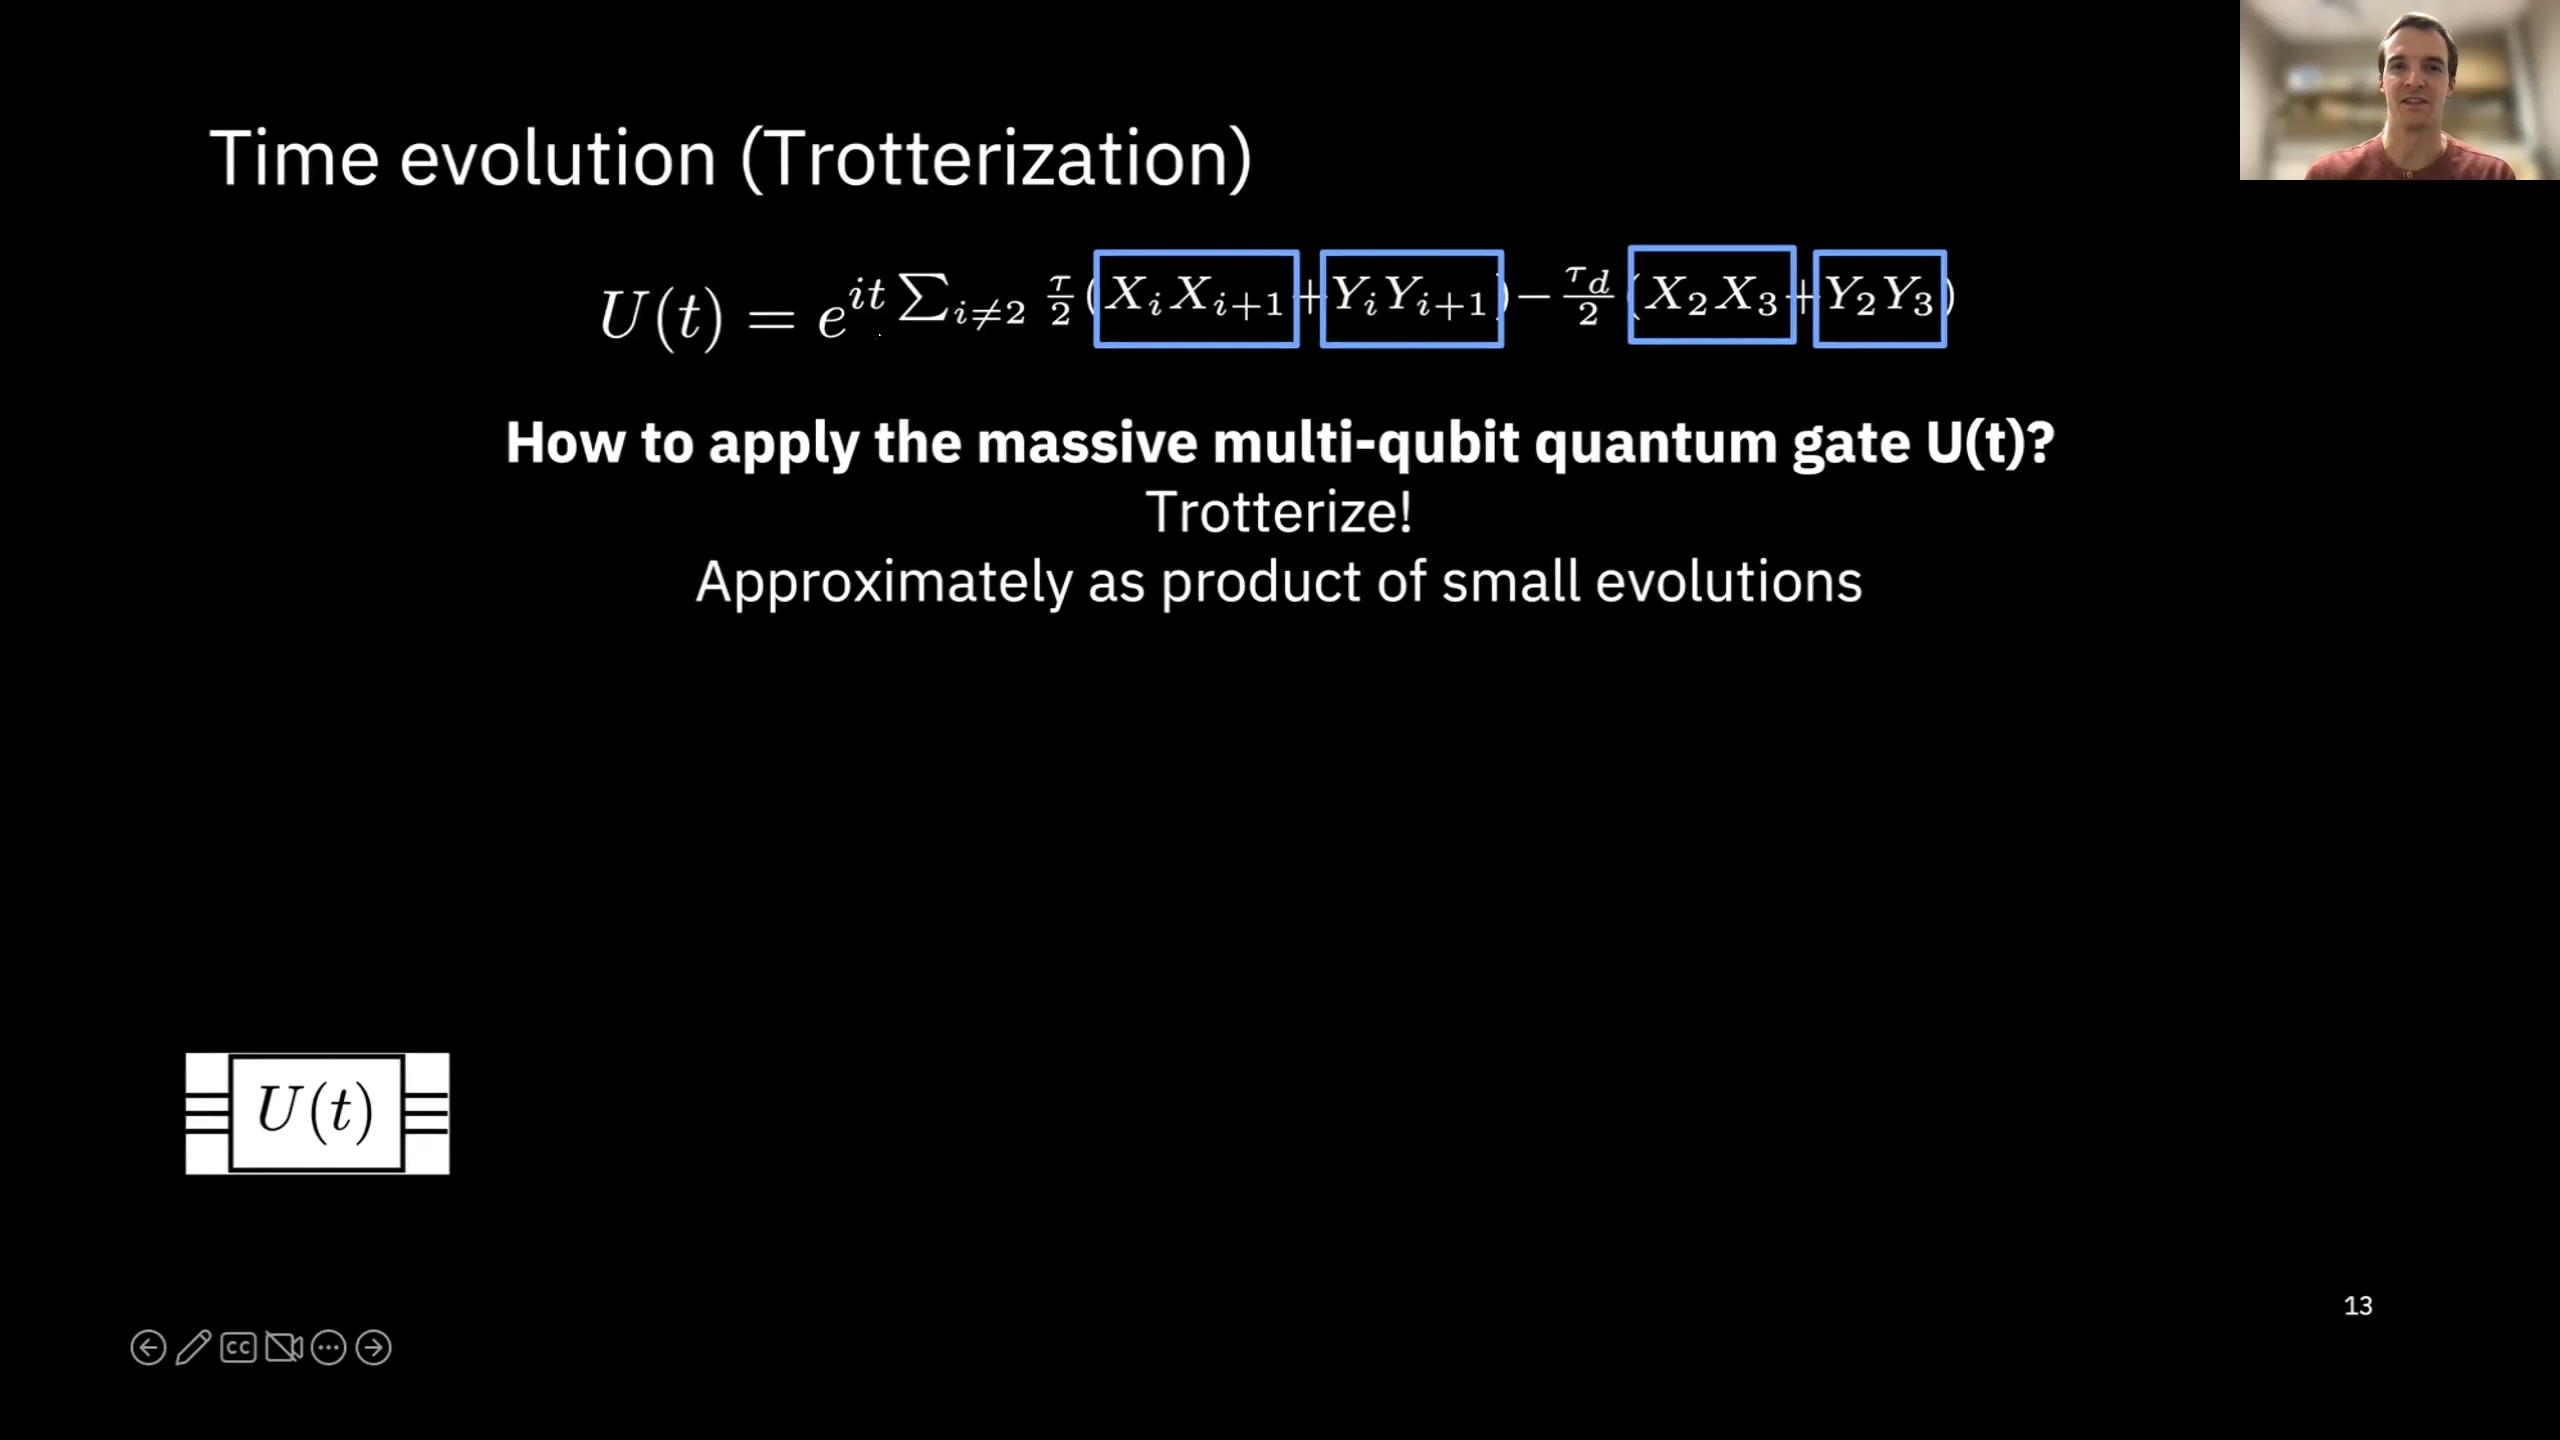 Time evolution (Trotterization)
U(t) = e^{it ∑_{i≠2} τ/2 (X_i X_{i+1} + Y_i Y_{i+1}) − τ_d/2 (X_2 X_3 + Y_2 Y_3)}
How to apply the massive multi-qubit quantum gate U(t)?
Trotterize!
Approximately as product of small evolutions
U(t)
13
CC